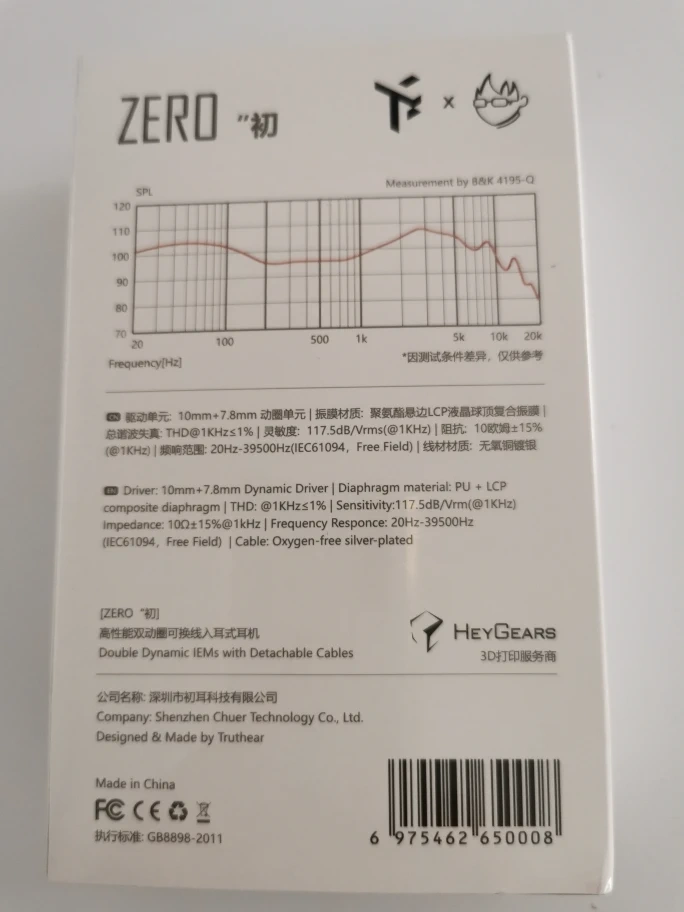 ZERO "初
x
SPL
Measurement by B&K 4195-Q
120
110
100
90
80
70
20 100 500 1k 5k 10k 20k
Frequency[Hz]
*因测试条件差异，仅供参考
驱动单元: 10mm+7.8mm 动圈单元 | 振膜材质: 聚氨酯悬边LCP液晶球顶复合振膜 |
总谐波失真: THD@1KHz≤1% | 灵敏度: 117.5dB/Vrms(@1KHz) | 阻抗: 10欧姆±15%
(@1KHz) | 频响范围: 20Hz-39500Hz(IEC61094，Free Field) | 线材材质: 无氧铜镀银
EN Driver: 10mm+7.8mm Dynamic Driver | Diaphragm material: PU + LCP
composite diaphragm | THD: @1KHz≤1% | Sensitivity:117.5dB/Vrm(@1KHz)
Impedance: 10Ω±15%@1kHz | Frequency Responce: 20Hz-39500Hz
(IEC61094，Free Field) | Cable: Oxygen-free silver-plated
[ZERO "初]
高性能双动圈可换线入耳式耳机
Double Dynamic IEMs with Detachable Cables
HEYGEARS
3D打印服务商
公司名称: 深圳市初耳科技有限公司
Company: Shenzhen Chuer Technology Co., Ltd.
Designed & Made by Truthear
Made in China
FC CE
执行标准: GB8898-2011
6 975462 650008